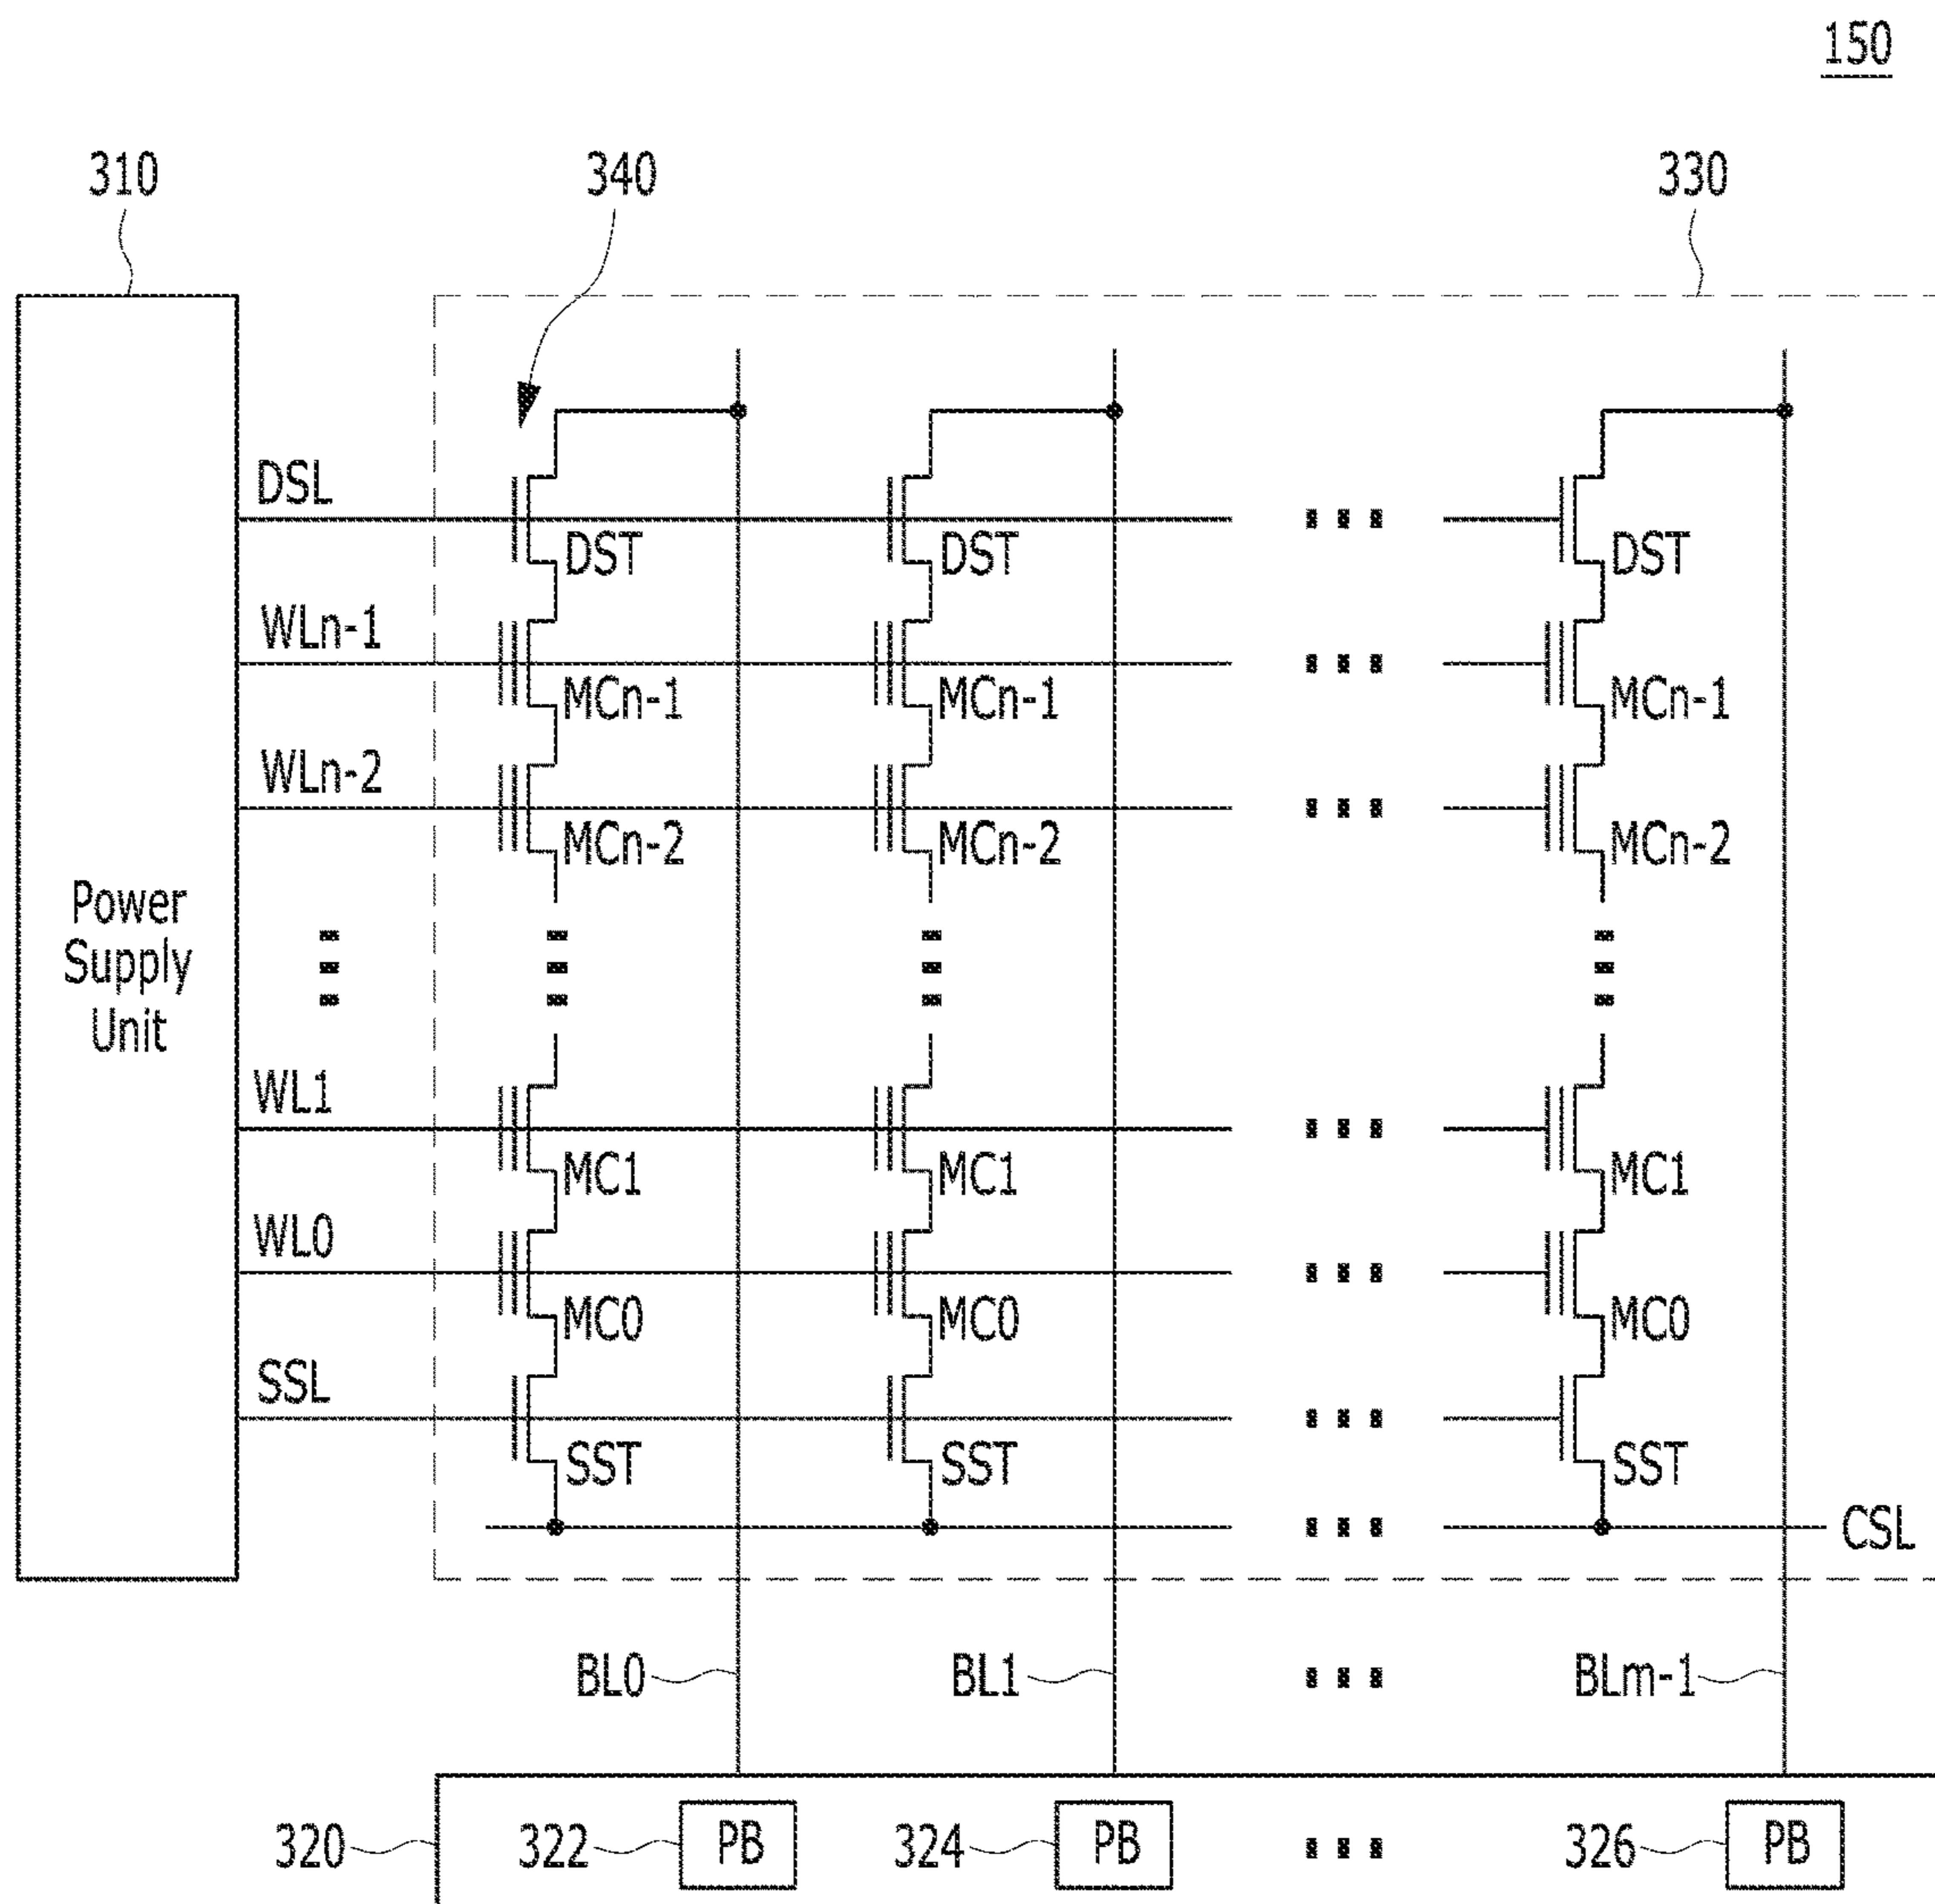 150
310
340
330
DSL
DST DST DST
WLn-1
MCn-1 MCn-1 MCn-1
WLn-2
MCn-2 MCn-2 MCn-2
Power
Supply
Unit
WL1
MC1 MC1 MC1
WL0
MC0 MC0 MC0
SSL
SST SST SST
CSL
BL0 BL1 BLm-1
320 322 PB 324 PB 326 PB